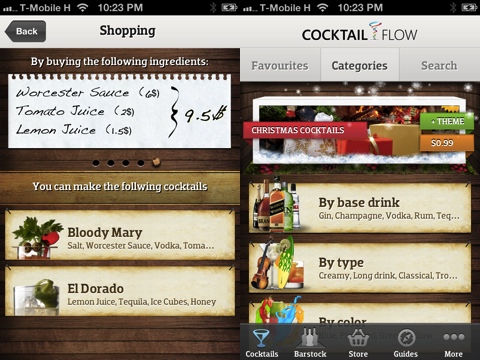 T-Mobile H 10:23 PM
Back
Shopping
By buying the following ingredients:
Worcester Sauce (6$)
Tomato Juice (2$)
Lemon Juice (1.5$)
9.5$
You can make the follwing cocktails
Bloody Mary
Salt, Worcester Sauce, Vodka, Toma...
El Dorado
Lemon Juice, Tequila, Ice Cubes, Honey
T-Mobile H 10:23 PM
COCKTAIL FLOW
Favourites Categories Search
CHRISTMAS COCKTAILS
+ THEME
$0.99
By base drink
Gin, Champagne, Vodka, Rum, Teq...
By type
Creamy, Long drink, Classical, Tro...
By color
Cocktails Barstock Store Guides More